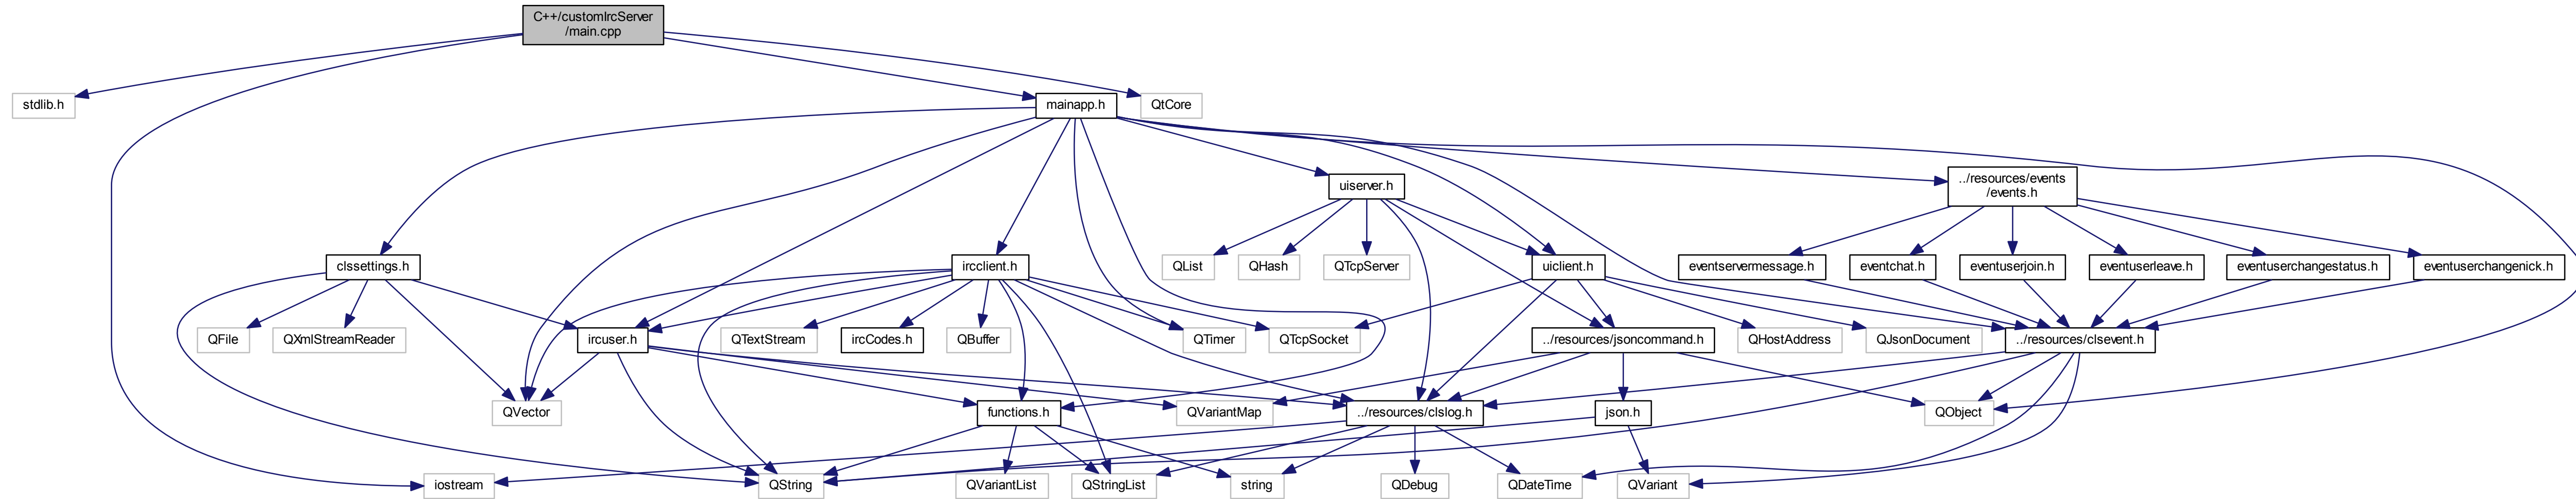 C++/customIrcServer
/main.cpp
stdlib.h
mainapp.h
QtCore
uiserver.h
../resources/events
/events.h
clssettings.h
ircclient.h
QList
QHash
QTcpServer
uiclient.h
eventservermessage.h
eventchat.h
eventuserjoin.h
eventuserleave.h
eventuserchangestatus.h
eventuserchangenick.h
QFile
QXmlStreamReader
ircuser.h
QTextStream
ircCodes.h
QBuffer
QTimer
QTcpSocket
../resources/jsoncommand.h
QHostAddress
QJsonDocument
../resources/clsevent.h
QVector
functions.h
QVariantMap
../resources/clslog.h
json.h
QObject
iostream
QString
QVariantList
QStringList
string
QDebug
QDateTime
QVariant